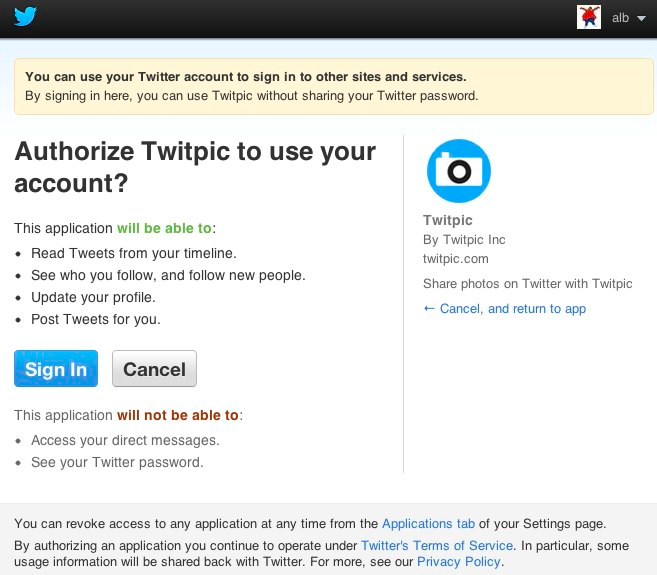 alb
You can use your Twitter account to sign in to other sites and services.
By signing in here, you can use Twitpic without sharing your Twitter password.
Authorize Twitpic to use your
account?
This application will be able to:
• Read Tweets from your timeline.
• See who you follow, and follow new people.
• Update your profile.
• Post Tweets for you.
Sign In
Cancel
This application will not be able to:
• Access your direct messages.
• See your Twitter password.
Twitpic
By Twitpic Inc
twitpic.com
Share photos on Twitter with Twitpic
← Cancel, and return to app
You can revoke access to any application at any time from the Applications tab of your Settings page.
By authorizing an application you continue to operate under Twitter's Terms of Service. In particular, some
usage information will be shared back with Twitter. For more, see our Privacy Policy.